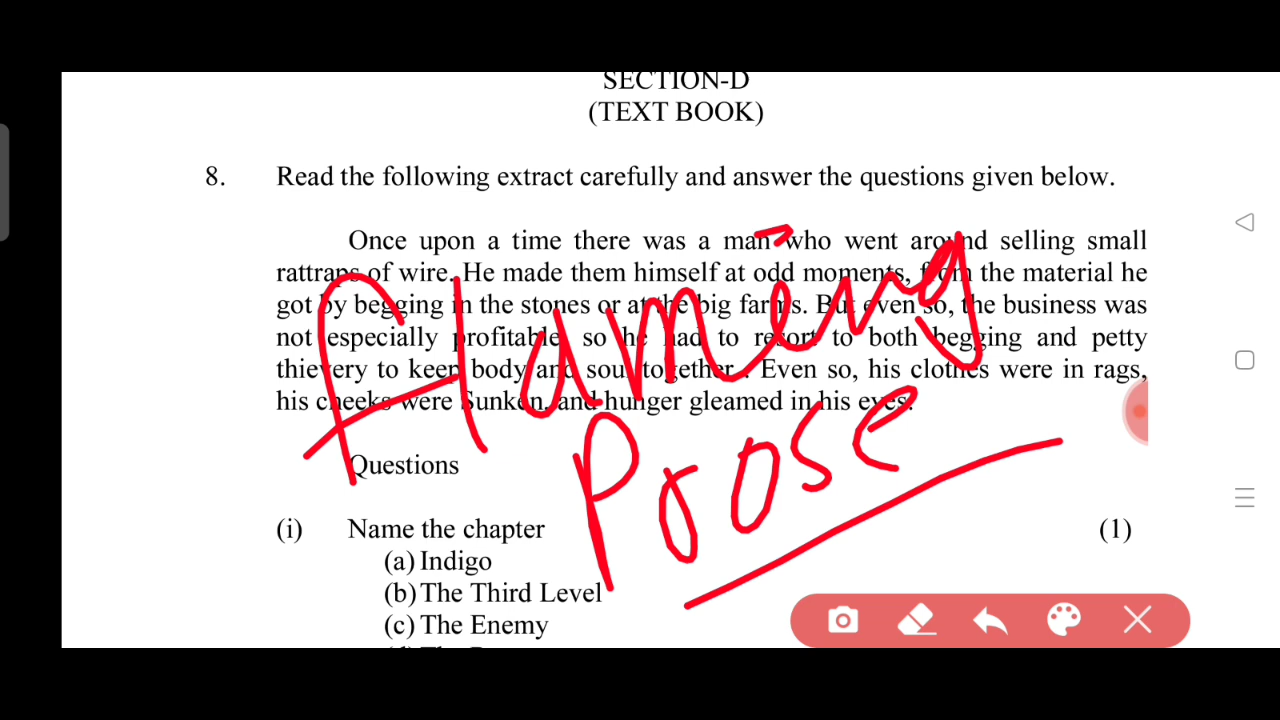 SECTION-D
(TEXT BOOK)
8. Read the following extract carefully and answer the questions given below.
Once upon a time there was a man who went around selling small
rattraps of wire. He made them himself at odd moments, from the material he
got by begging in the stones or at the big farms. But even so, the business was
not especially profitable, so he had to resort to both begging and petty
thievery to keep body and soul together. Even so, his clothes were in rags,
his cheeks were Sunken, and hunger gleamed in his eyes.
Prose
Questions
(i) Name the chapter (1)
(a) Indigo
(b) The Third Level
(c) The Enemy